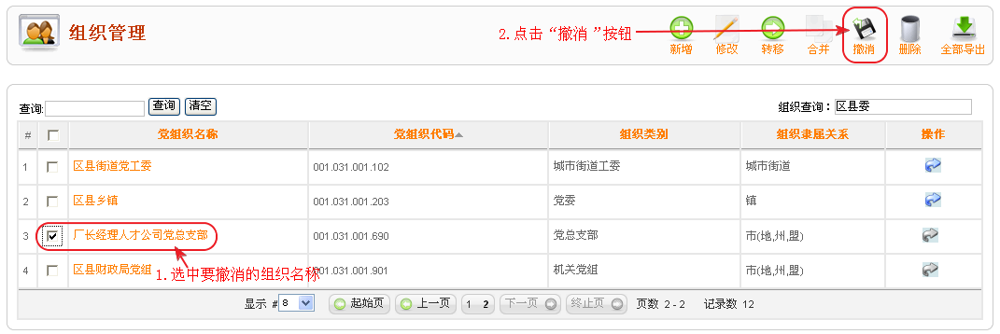 组织管理
2.点击“撤消 ”按钮
新增 修改 转移 合并 撤消 删除 全部导出
查询: 查询 清空 组织查询： 区县委
# 党组织名称 党组织代码 组织类别 组织隶属关系 操作
1 区县街道党工委 001.031.001.102 城市街道工委 城市街道
2 区县乡镇 001.031.001.203 党委 镇
3 厂长经理人才公司党总支部 001.031.001.690 党总支部 市(地,州,盟)
4 区县财政局党组 001.031.001.901 机关党组 市(地,州,盟)
1.选中要撤消的组织名称
显示 # 8 起始页 上一页 1 2 下一页 终止页 页数 2 - 2 记录数 12